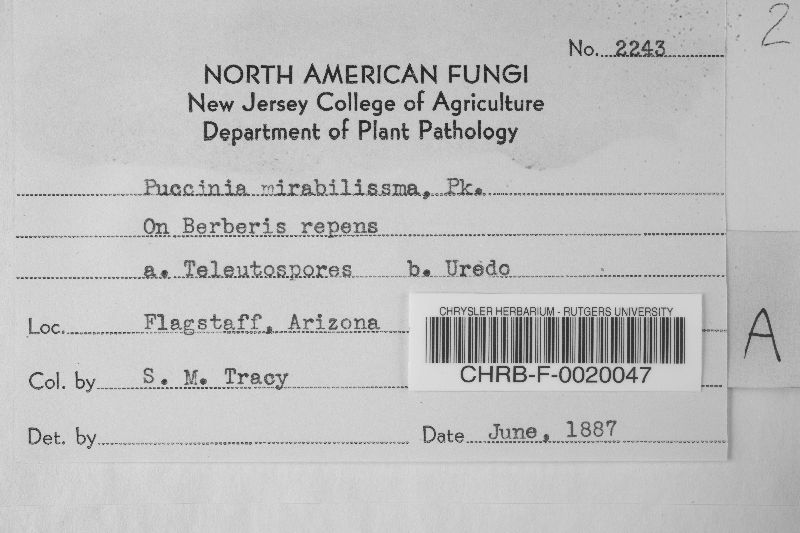 2
No. 2243
NORTH AMERICAN FUNGI
New Jersey College of Agriculture
Department of Plant Pathology
Puccinia mirabilissma, Pk.
On Berberis repens
a. Teleutospores b. Uredo
Loc. Flagstaff, Arizona
CHRYSLER HERBARIUM - RUTGERS UNIVERSITY
CHRB-F-0020047
A
Col. by S. M. Tracy
Det. by
Date June, 1887